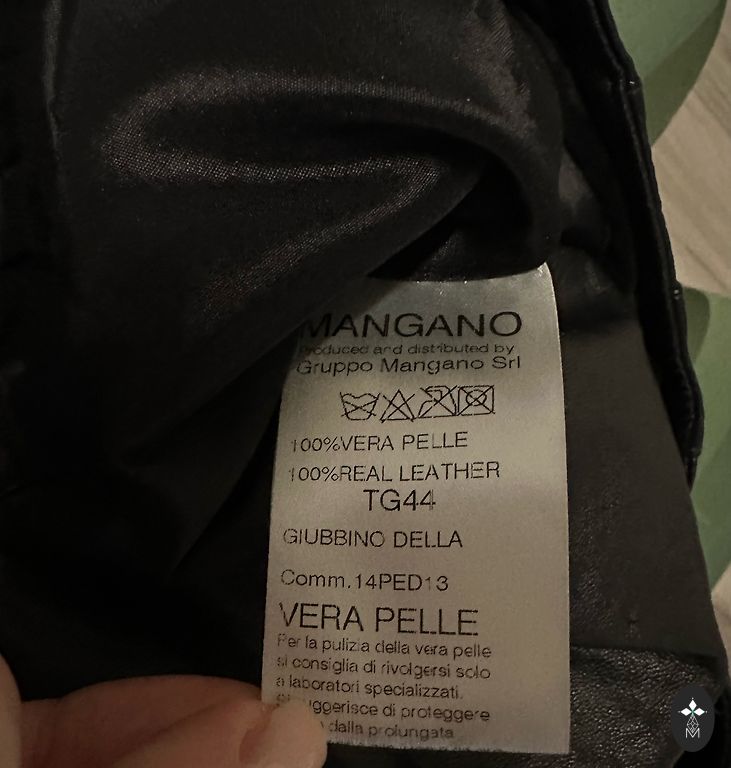 MANGANO
Produced and distributed by
Gruppo Mangano Srl
100%VERA PELLE
100%REAL LEATHER
TG44
GIUBBINO DELLA
Comm.14PED13
VERA PELLE
Per la pulizia della vera pelle
si consiglia di rivolgersi solo
a laboratori specializzati.
Si suggerisce di proteggere
dalla prolungata
M